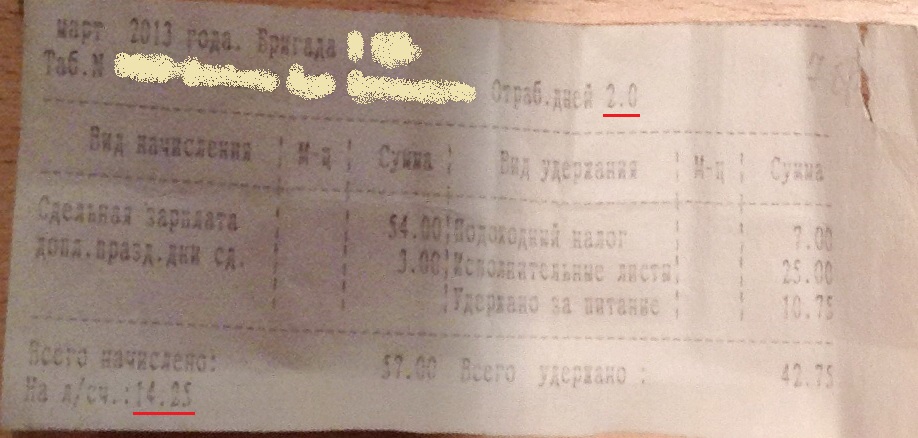 март 2013 года. Бригада
Таб.N
Отраб.дней 2.0
Вид начисления | М-ц | Сумма | Вид удержания | М-ц | Сумма
Сдельная зарплата | | 54.00 | Подоходный налог | | 7.00
допл.празд.дни сд. | | 3.00 | Исполнительные листы | | 25.00
| Удержано за питание | | 10.75
Всего начислено: 57.00 Всего удержано : 42.75
На л/сч.:14.25